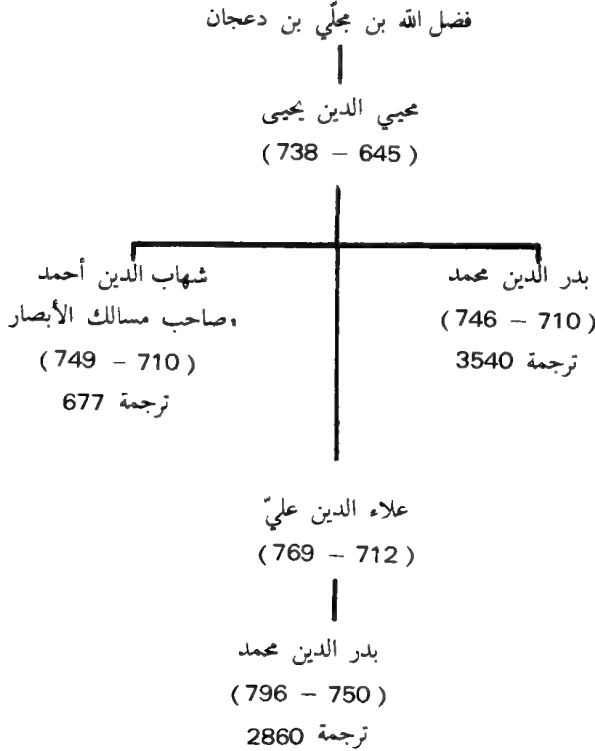 فضل الله بن مجلّي بن دعجان
محيي الدين يحيى
(645 – 738)
بدر الدين محمد
(710 – 746)
ترجمة 3540
شهاب الدين أحمد
صاحب مسالك الأبصار
(710 – 749)
ترجمة 677
علاء الدين عليّ
(712 – 769)
بدر الدين محمد
(750 – 796)
ترجمة 2860